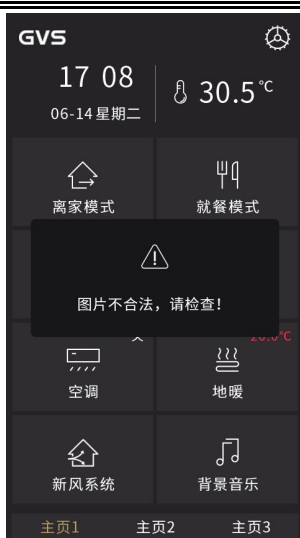 GVS
17 08
06-14 星期二
30.5°C
离家模式
就餐模式
图片不合法，请检查！
20.0°C
空调
地暖
新风系统
背景音乐
主页1
主页2
主页3